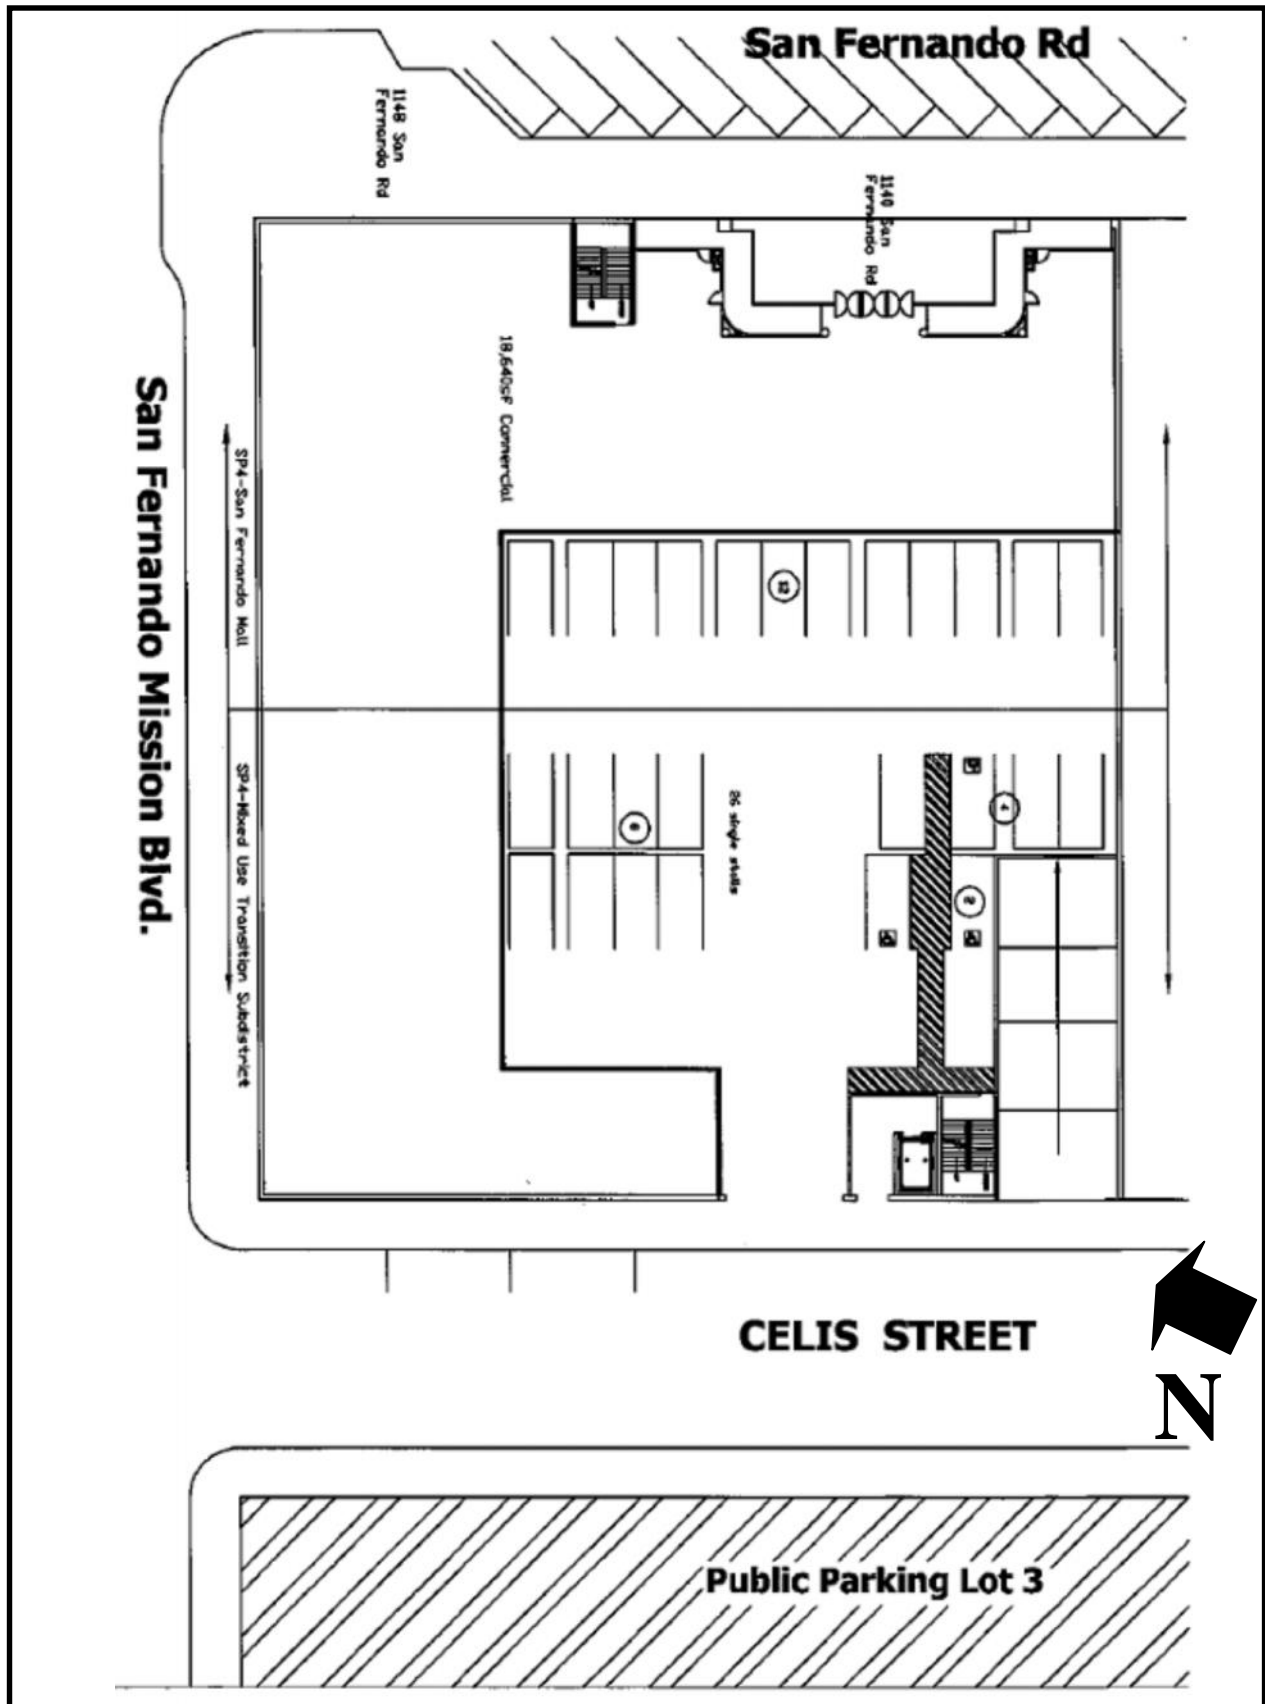 San Fernando Rd
1148 San
Fernando Rd
1140 San
Fernando Rd
18,640sF Commercial
San Fernando Mission Blvd.
SP4-San Fernando Mall
12
SP4-Mixed Use Transition Subdistrict
26 single stalls
4
2
CELIS STREET
N
Public Parking Lot 3